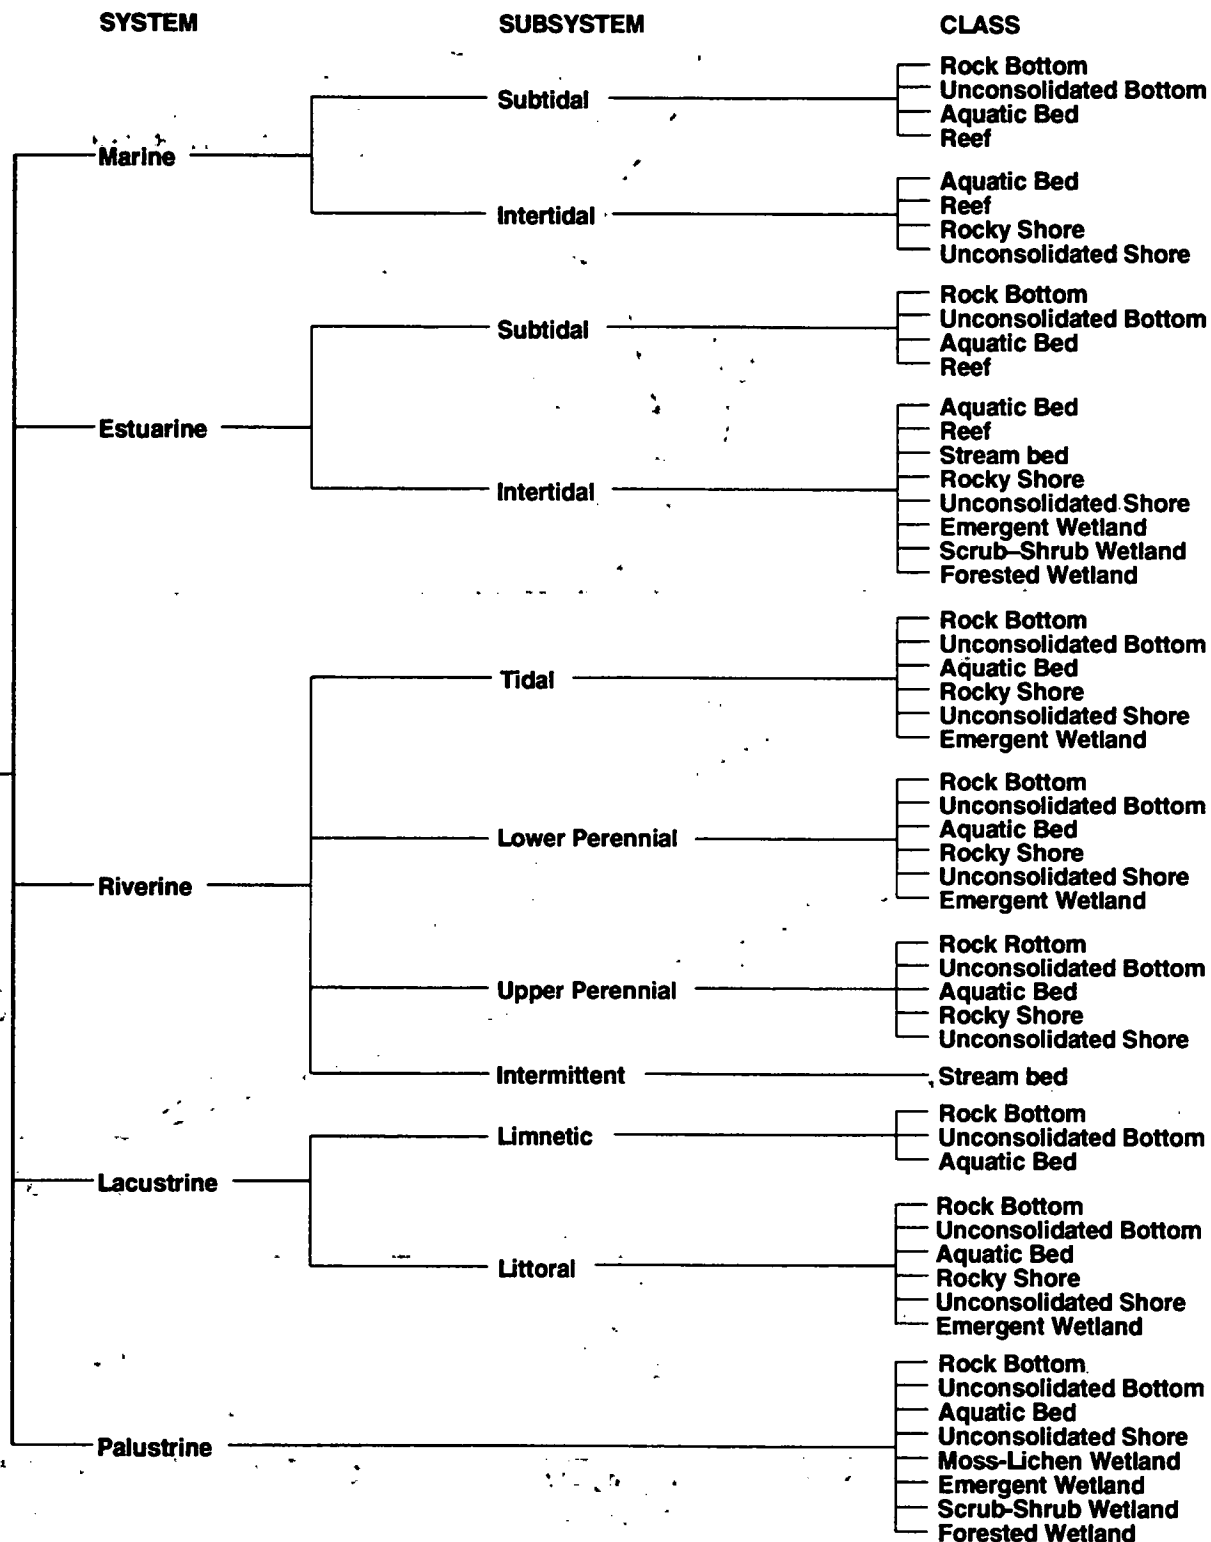 SYSTEM
SUBSYSTEM
CLASS
Marine
Subtidal
Rock Bottom
Unconsolidated Bottom
Aquatic Bed
Reef
Intertidal
Aquatic Bed
Reef
Rocky Shore
Unconsolidated Shore
Estuarine
Subtidal
Rock Bottom
Unconsolidated Bottom
Aquatic Bed
Reef
Intertidal
Aquatic Bed
Reef
Stream bed
Rocky Shore
Unconsolidated Shore
Emergent Wetland
Scrub–Shrub Wetland
Forested Wetland
Riverine
Tidal
Rock Bottom
Unconsolidated Bottom
Aquatic Bed
Rocky Shore
Unconsolidated Shore
Emergent Wetland
Lower Perennial
Rock Bottom
Unconsolidated Bottom
Aquatic Bed
Rocky Shore
Unconsolidated Shore
Emergent Wetland
Upper Perennial
Rock Rottom
Unconsolidated Bottom
Aquatic Bed
Rocky Shore
Unconsolidated Shore
Intermittent
Stream bed
Lacustrine
Limnetic
Rock Bottom
Unconsolidated Bottom
Aquatic Bed
Littoral
Rock Bottom
Unconsolidated Bottom
Aquatic Bed
Rocky Shore
Unconsolidated Shore
Emergent Wetland
Palustrine
Rock Bottom
Unconsolidated Bottom
Aquatic Bed
Unconsolidated Shore
Moss-Lichen Wetland
Emergent Wetland
Scrub-Shrub Wetland
Forested Wetland